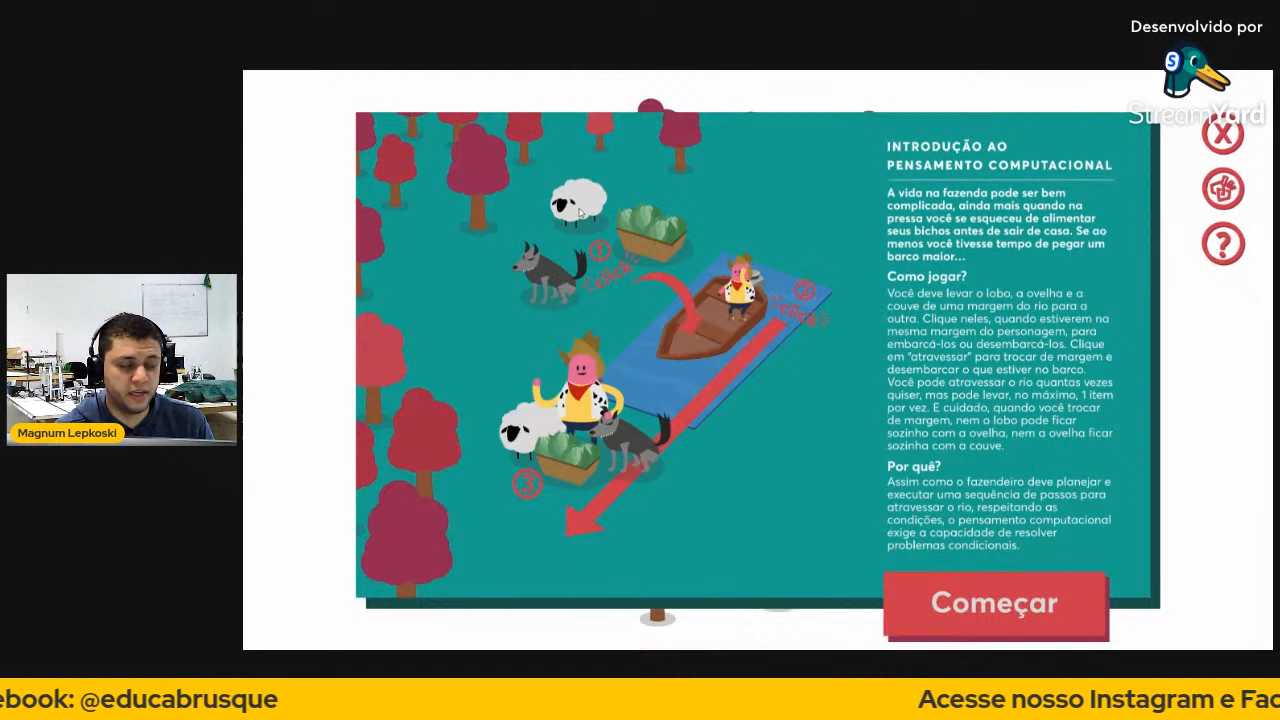 Desenvolvido por
StreamYard
INTRODUÇÃO AO
PENSAMENTO COMPUTACIONAL
A vida na fazenda pode ser bem
complicada, ainda mais quando na
pressa você se esqueceu de alimentar
seus bichos antes de sair de casa. Se ao
menos você tivesse tempo de pegar um
barco maior...
Como jogar?
Você deve levar o lobo, a ovelha e a
couve de uma margem do rio para a
outra. Clique neles, quando estiverem na
mesma margem do personagem, para
embarcá-los ou desembarcá-los. Clique
em "atravessar" para trocar de margem e
desembarcar o que estiver no barco.
Você pode atravessar o rio quantas vezes
quiser, mas pode levar, no máximo, 1 item
por vez. E cuidado, quando você trocar
de margem, nem o lobo pode ficar
sozinho com a ovelha, nem a ovelha ficar
sozinha com a couve.
Por quê?
Assim como o fazendeiro deve planejar e
executar uma sequência de passos para
atravessar o rio, respeitando as
condições, o pensamento computacional
exige a capacidade de resolver
problemas condicionais.
Começar
1
click
2
click
3
X
?
S
Magnum Lepkoski
ebook: @educabrusque
Acesse nosso Instagram e Fac